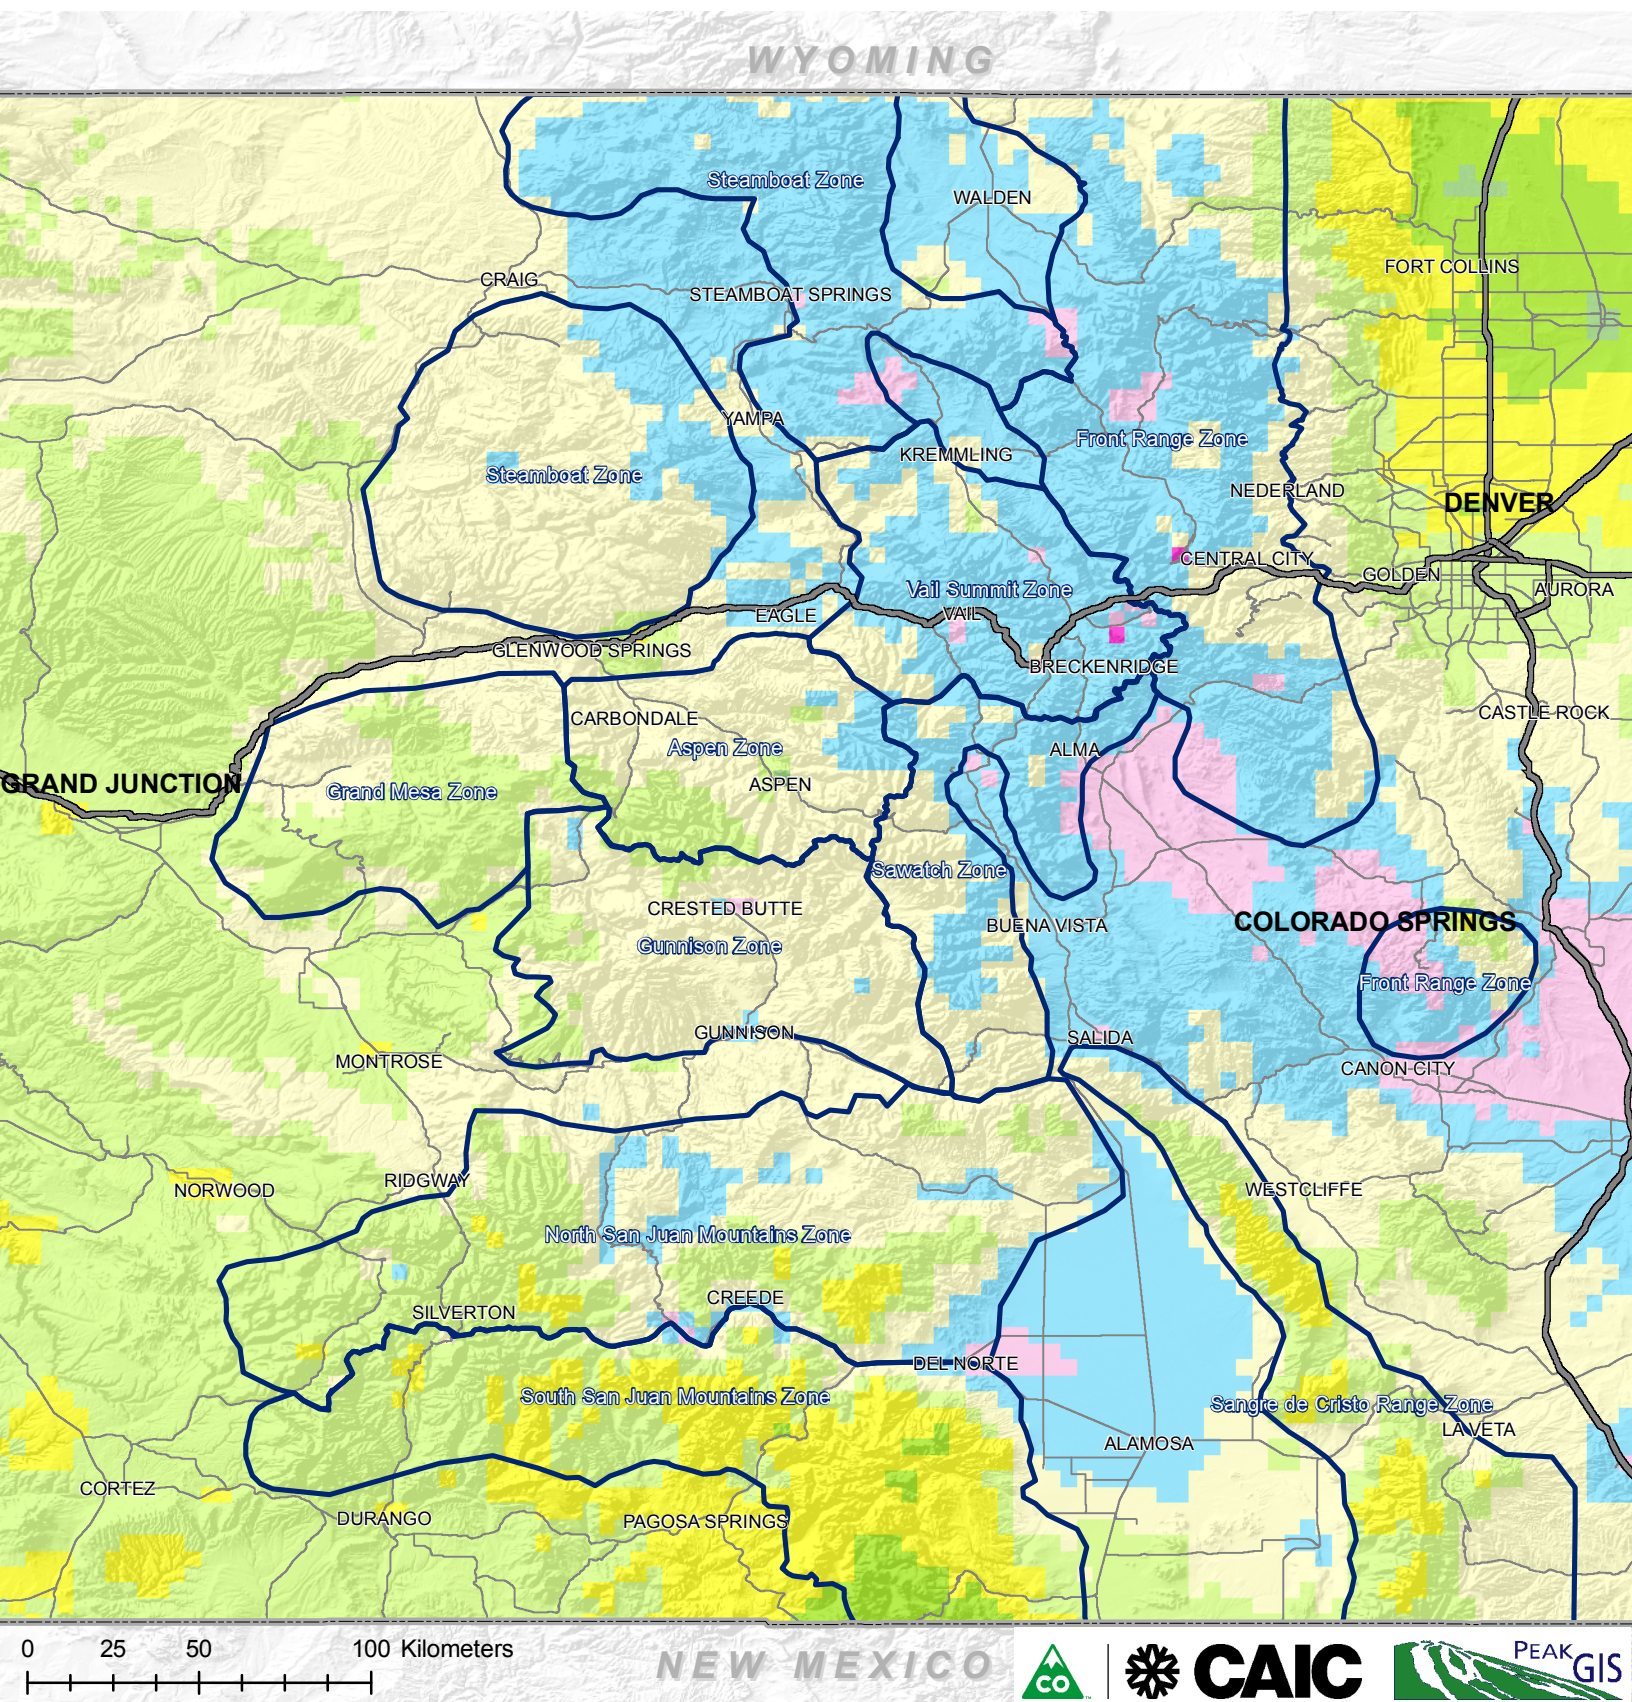 WYOMING
Steamboat Zone
WALDEN
FORT COLLINS
CRAIG
STEAMBOAT SPRINGS
YAMPA
Front Range Zone
KREMMLING
Steamboat Zone
NEDERLAND
DENVER
CENTRAL CITY
GOLDEN
AURORA
Vail Summit Zone
EAGLE
VAIL
GLENWOOD SPRINGS
BRECKENRIDGE
CARBONDALE
CASTLE ROCK
Aspen Zone
ALMA
GRAND JUNCTION
ASPEN
Grand Mesa Zone
Sawatch Zone
CRESTED BUTTE
BUENA VISTA
COLORADO SPRINGS
Gunnison Zone
Front Range Zone
GUNNISON
SALIDA
MONTROSE
CANON CITY
RIDGWAY
NORWOOD
WESTCLIFFE
North San Juan Mountains Zone
CREEDE
SILVERTON
DEL NORTE
South San Juan Mountains Zone
Sangre de Cristo Range Zone
LA VETA
ALAMOSA
CORTEZ
DURANGO
PAGOSA SPRINGS
0 25 50 100 Kilometers
NEW MEXICO
CO
CAIC
PEAK GIS